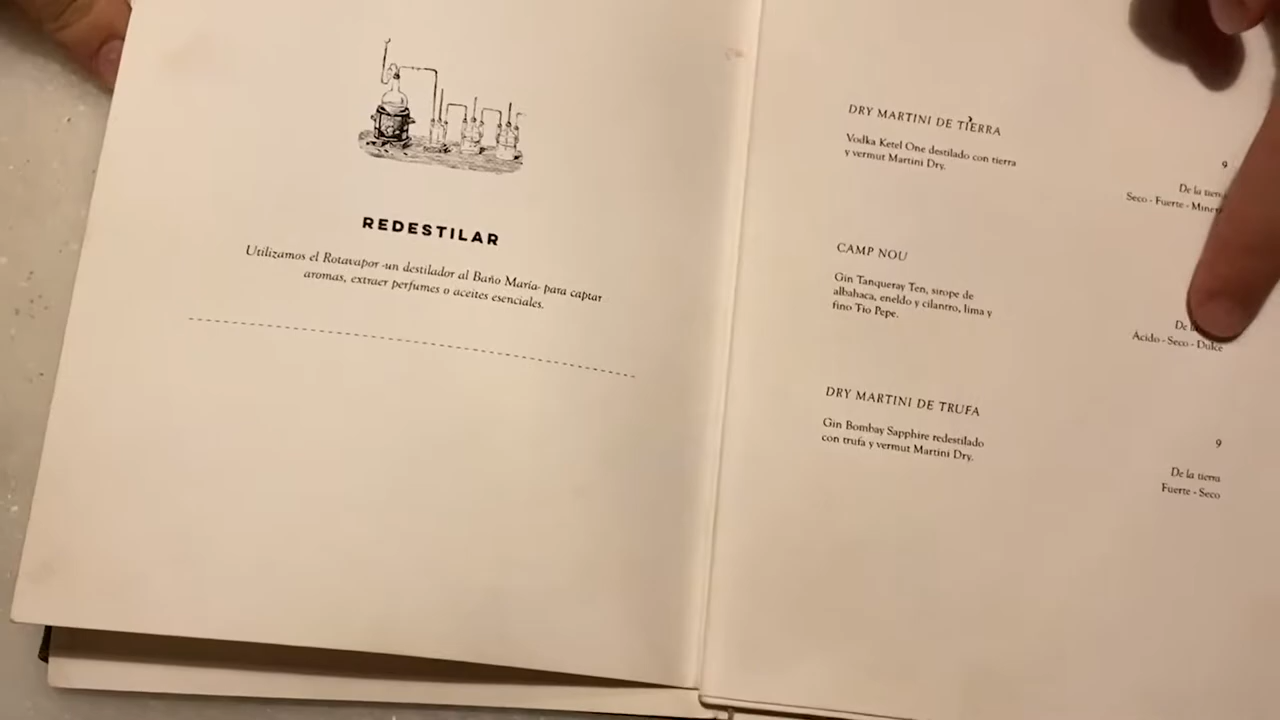 REDESTILAR
Utilizamos el Rotavapor -un destilador al Baño María- para captar
aromas, extraer perfumes o aceites esenciales.
DRY MARTINI DE TIERRA
Vodka Ketel One destilado con tierra
y vermut Martini Dry.
9
De la
Seco - Fuerte -
CAMP NOU
Gin Tanqueray Ten, sirope de
albahaca, eneldo y cilantro, lima y
fino Tío Pepe.
De
Ácido - Seco - Dulce
DRY MARTINI DE TRUFA
Gin Bombay Sapphire redestilado
con trufa y vermut Martini Dry.
9
De la tierra
Fuerte - Seco